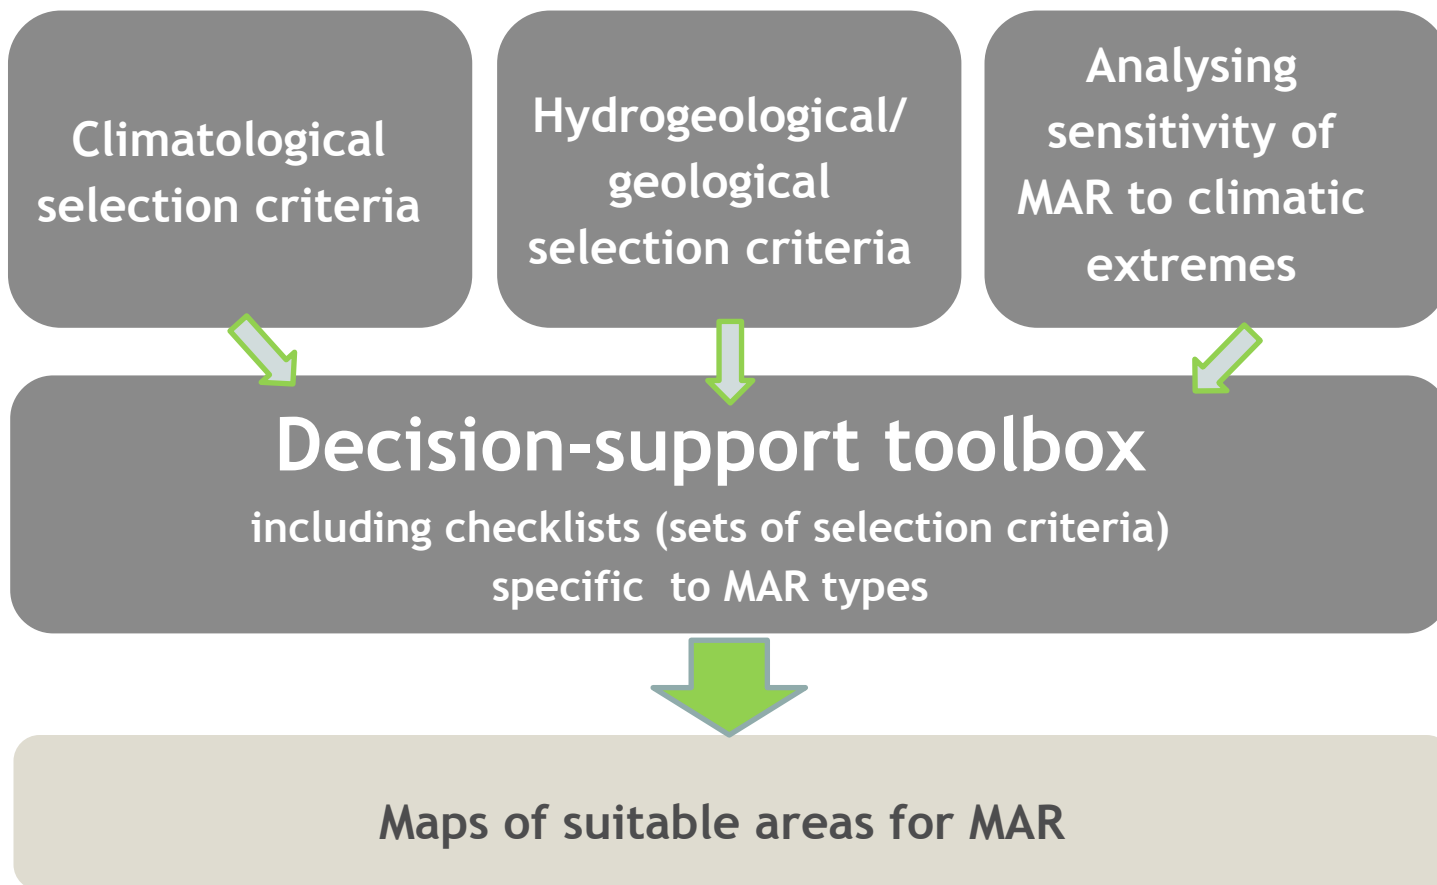 Climatological
selection criteria
Hydrogeological/
geological
selection criteria
Analysing
sensitivity of
MAR to climatic
extremes
Decision-support toolbox
including checklists (sets of selection criteria)
specific  to MAR types
Maps of suitable areas for MAR